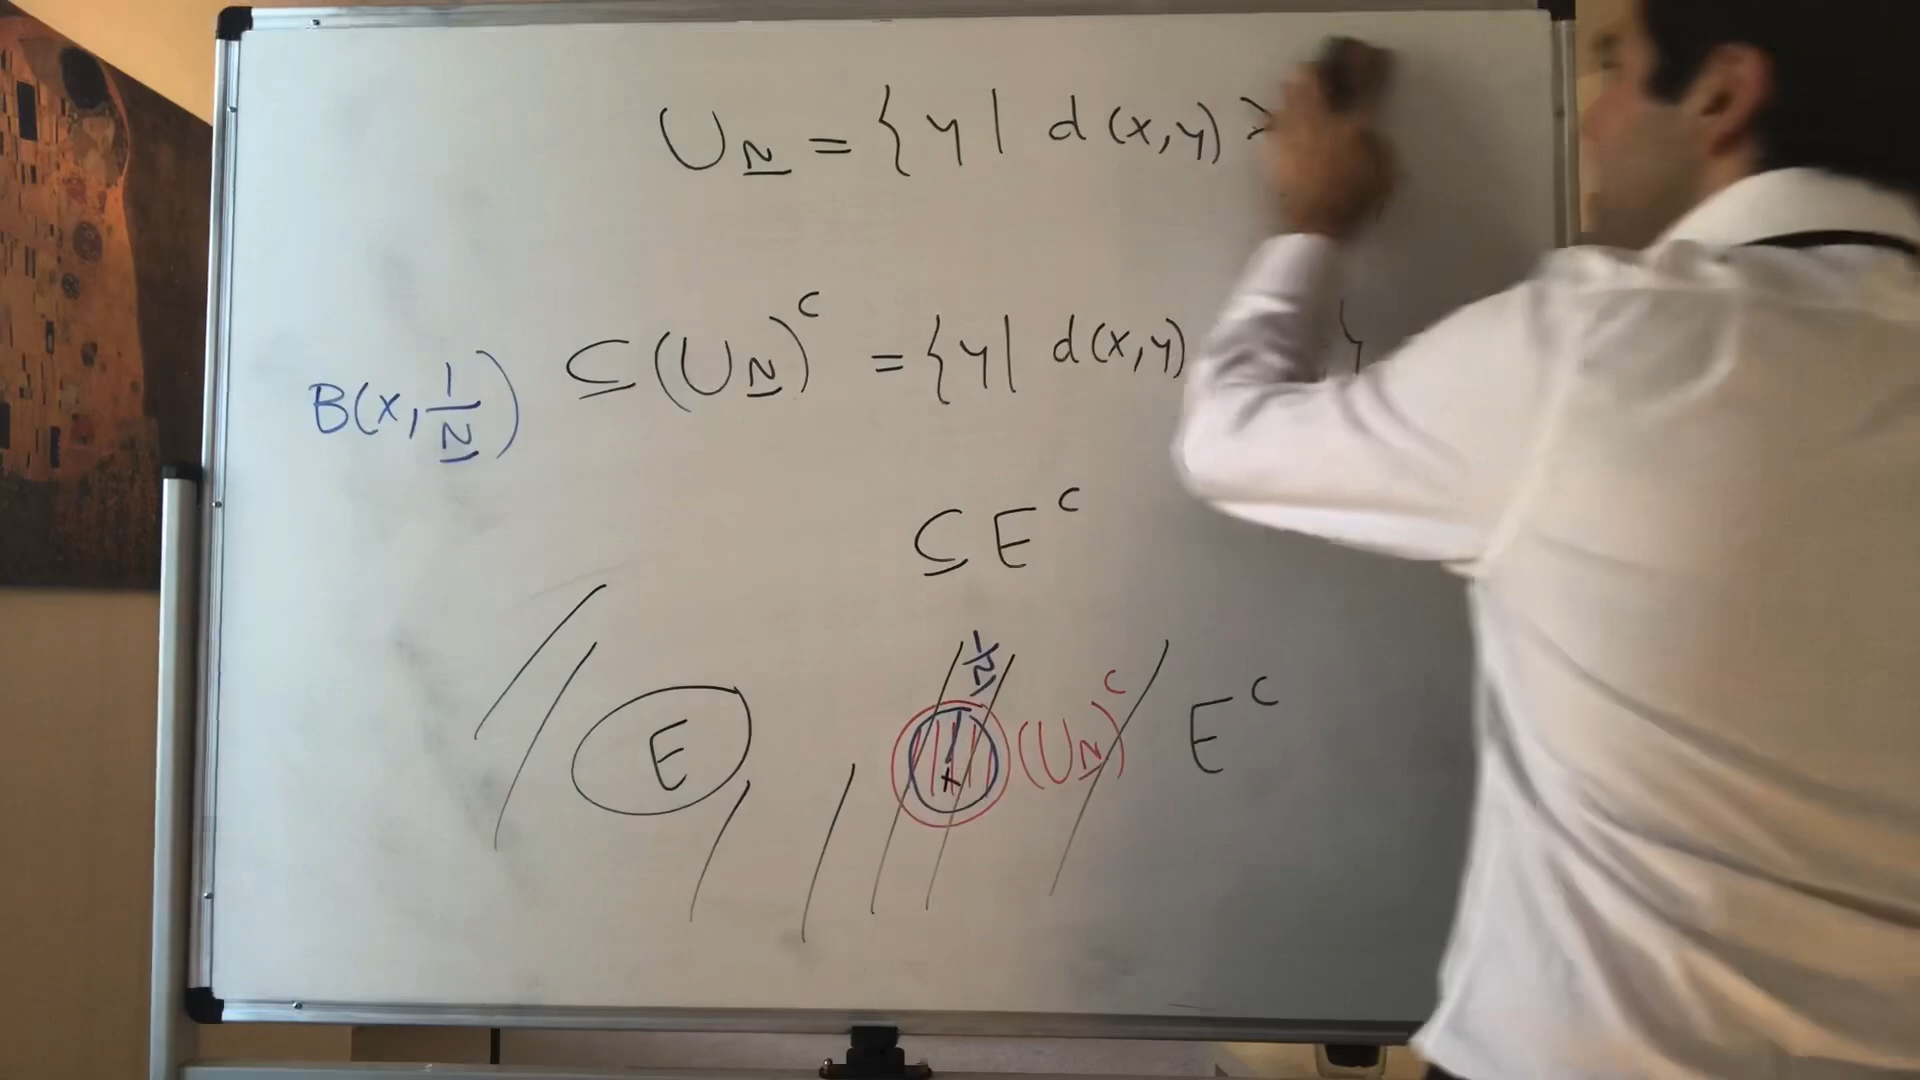 U_N = { y | d(x,y) >
B(x, 1/N) ⊆ (U_N)^c = { y | d(x,y) }
⊆ E^c
1/N
E (U_N)^c E^c
x